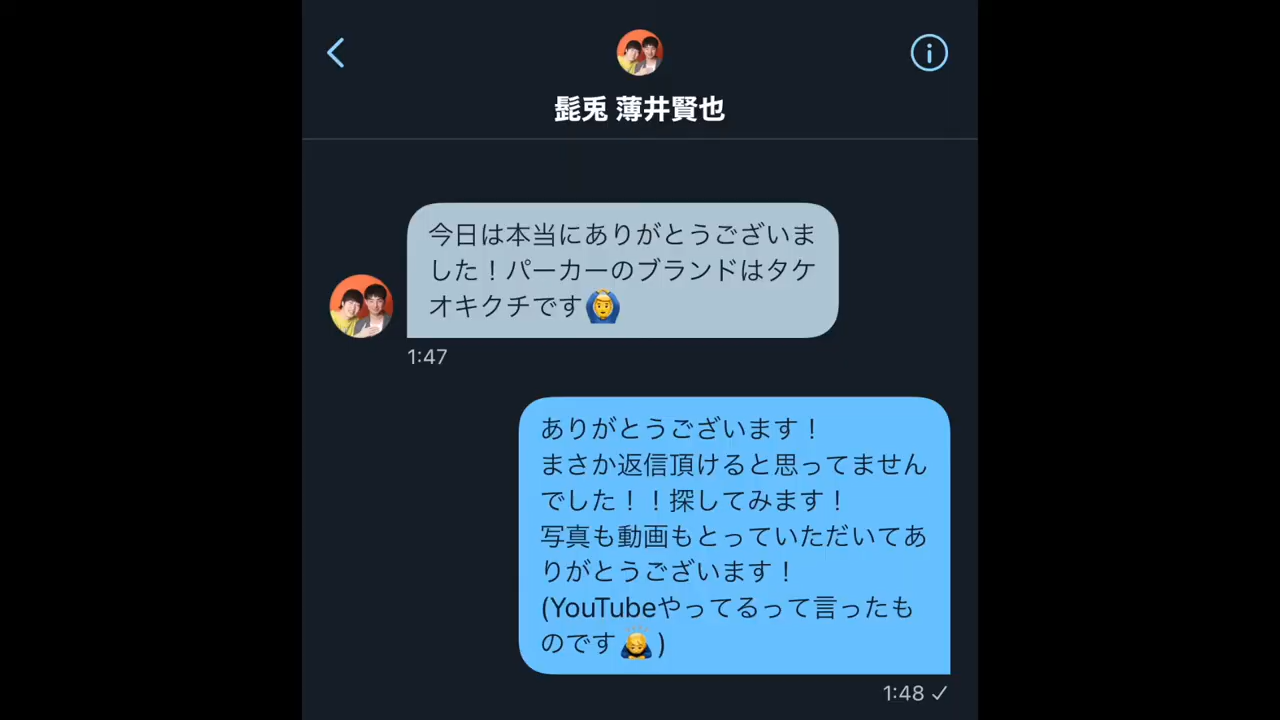 髭兎 薄井賢也
今日は本当にありがとうございま
した！パーカーのブランドはタケ
オキクチです🙆‍♂️
1:47
ありがとうございます！
まさか返信頂けると思ってません
でした！！探してみます！
写真も動画もとっていただいてあ
りがとうございます！
(YouTubeやってるって言ったも
のです🙇)
1:48 ✓